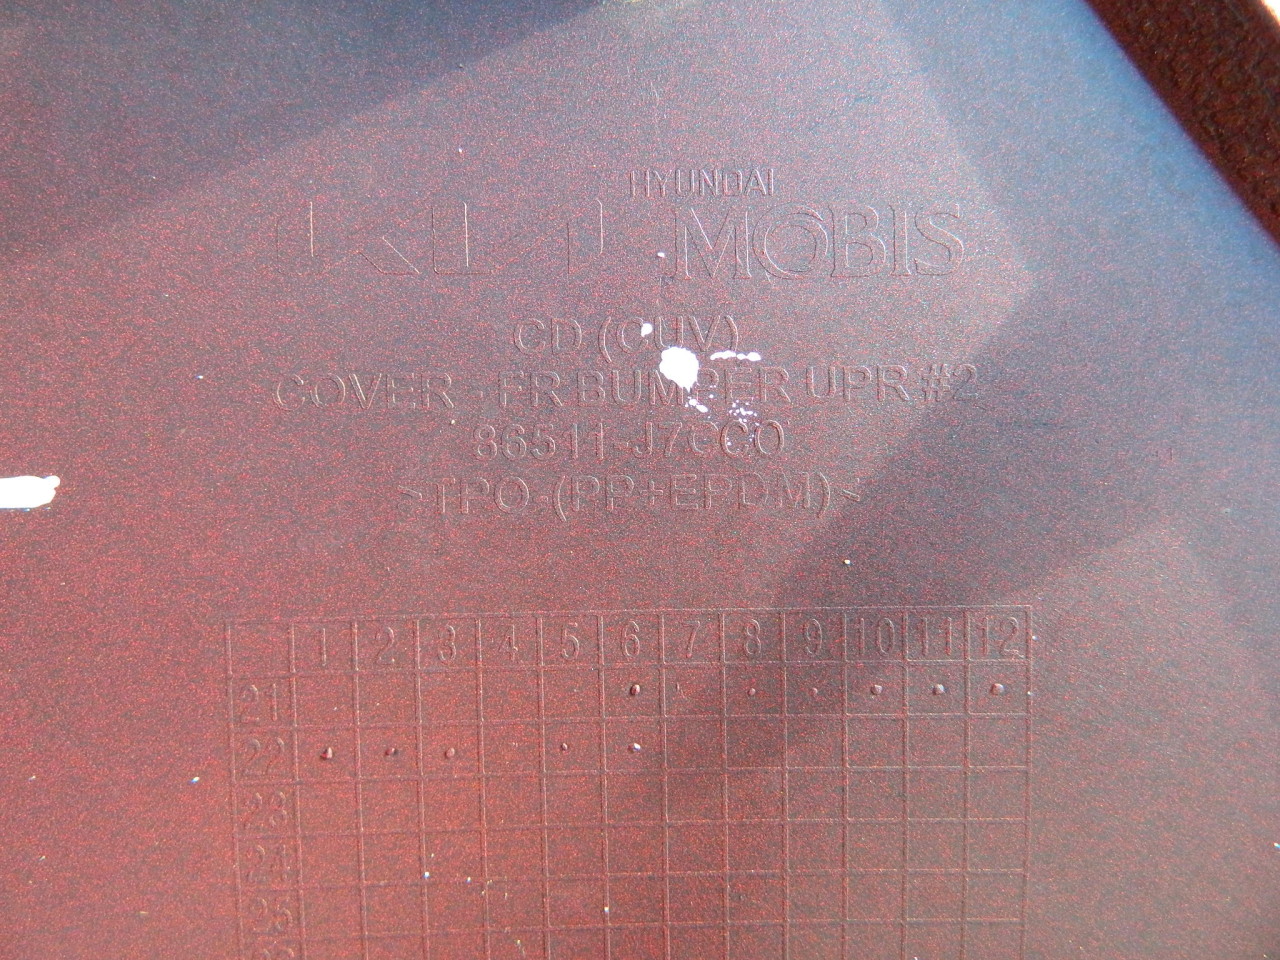 HYUNDAI
KIA MOBIS
CD (CUV)
COVER - FR BUMPER UPR #2
86511-J7CC0
>TPO-(PP+EPDM)<
1 2 3 4 5 6 7 8 9 10 11 12
21
22
23
24
25